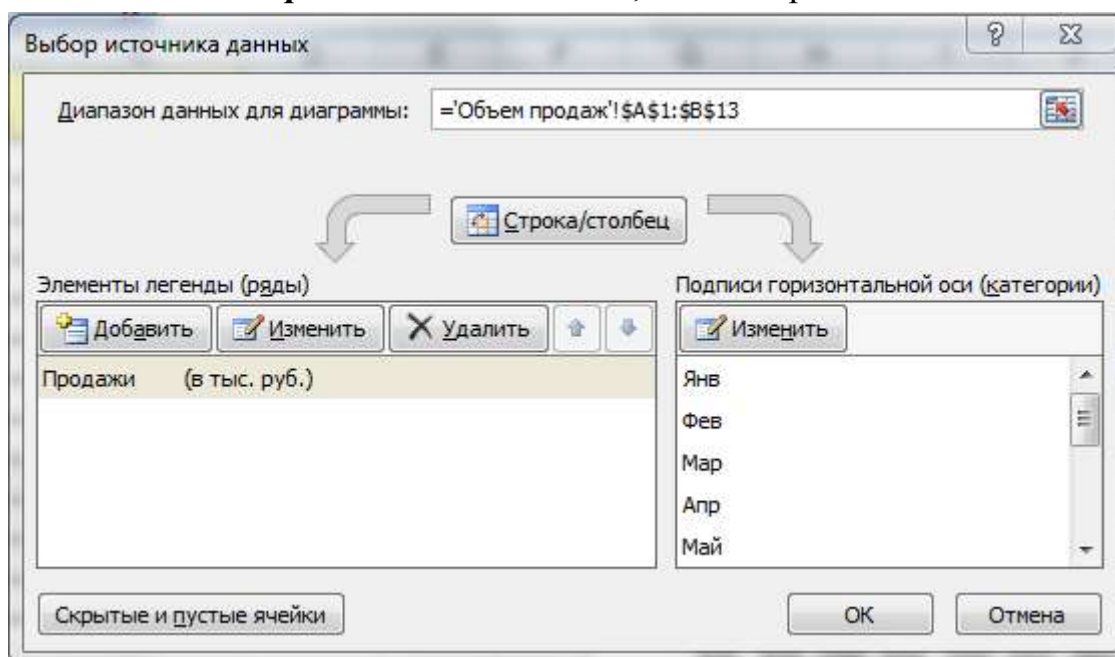 Выбор источника данных
Диапазон данных для диаграммы: ='Объем продаж'!$A$1:$B$13
Строка/столбец
Элементы легенды (ряды)
Добавить Изменить Удалить
Продажи (в тыс. руб.)
Подписи горизонтальной оси (категории)
Изменить
Янв
Фев
Мар
Апр
Май
Скрытые и пустые ячейки
ОК Отмена